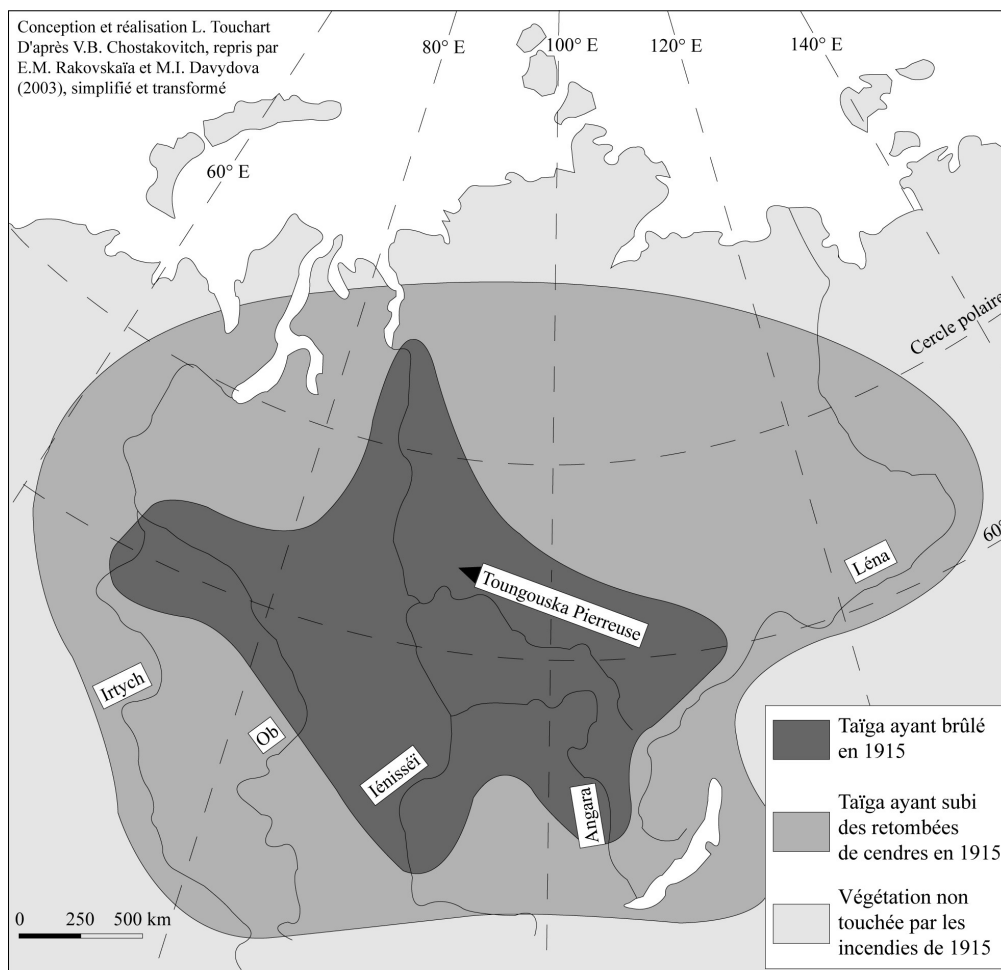 Conception et réalisation L. Touchart
D'après V.B. Chostakovitch, repris par
E.M. Rakovskaïa et M.I. Davydova
(2003), simplifié et transformé
80° E
100° E
120° E
140° E
60° E
Cercle polaire
60°
Léna
Toungouska Pierreuse
Irtych
Ob
Iénisséï
Angara
Taïga ayant brûlé
en 1915
Taïga ayant subi
des retombées
de cendres en 1915
Végétation non
touchée par les
incendies de 1915
0 250 500 km